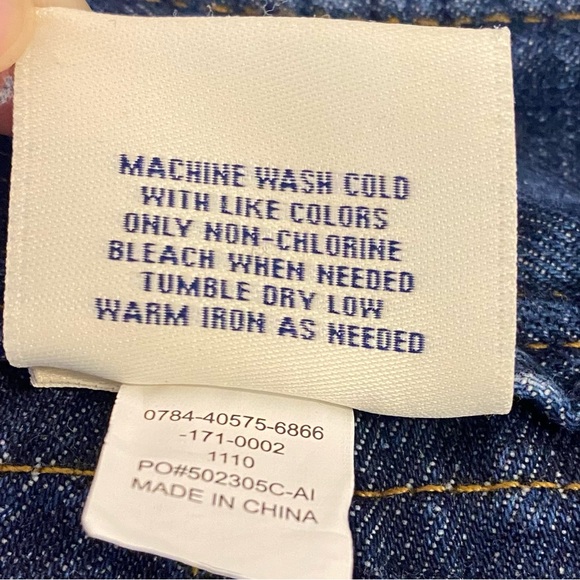 MACHINE WASH COLD
WITH LIKE COLORS
ONLY NON-CHLORINE
BLEACH WHEN NEEDED
TUMBLE DRY LOW
WARM IRON AS NEEDED
0784-40575-6866
-171-0002
1110
PO#502305C-AI
MADE IN CHINA